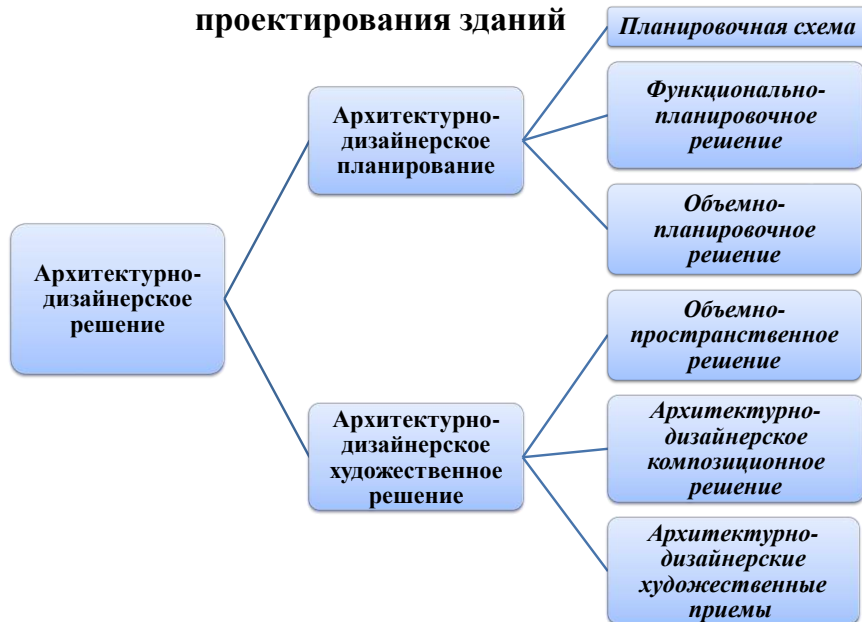 проектирования зданий
Архитектурно-
дизайнерское
решение
Архитектурно-
дизайнерское
планирование
Планировочная схема
Функционально-
планировочное
решение
Объемно-
планировочное
решение
Архитектурно-
дизайнерское
художественное
решение
Объемно-
пространственное
решение
Архитектурно-
дизайнерское
композиционное
решение
Архитектурно-
дизайнерские
художественные
приемы